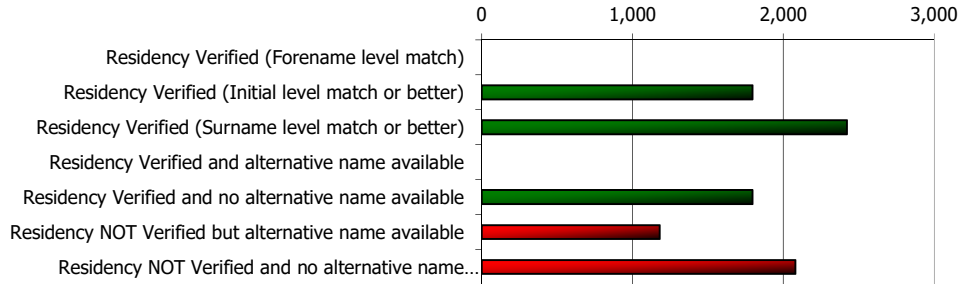 0 1,000 2,000 3,000
Residency Verified (Forename level match)
Residency Verified (Initial level match or better)
Residency Verified (Surname level match or better)
Residency Verified and alternative name available
Residency Verified and no alternative name available
Residency NOT Verified but alternative name available
Residency NOT Verified and no alternative name...